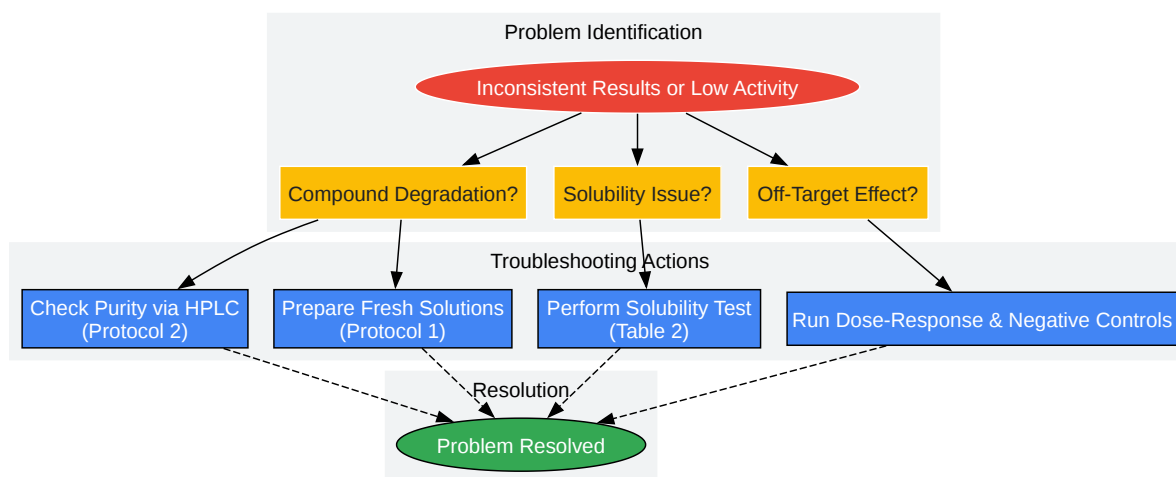 Problem Identification
Inconsistent Results or Low Activity
Compound Degradation?
Solubility Issue?
Off-Target Effect?
Troubleshooting Actions
Check Purity via HPLC
(Protocol 2)
Prepare Fresh Solutions
(Protocol 1)
Perform Solubility Test
(Table 2)
Run Dose-Response & Negative Controls
Resolution
Problem Resolved